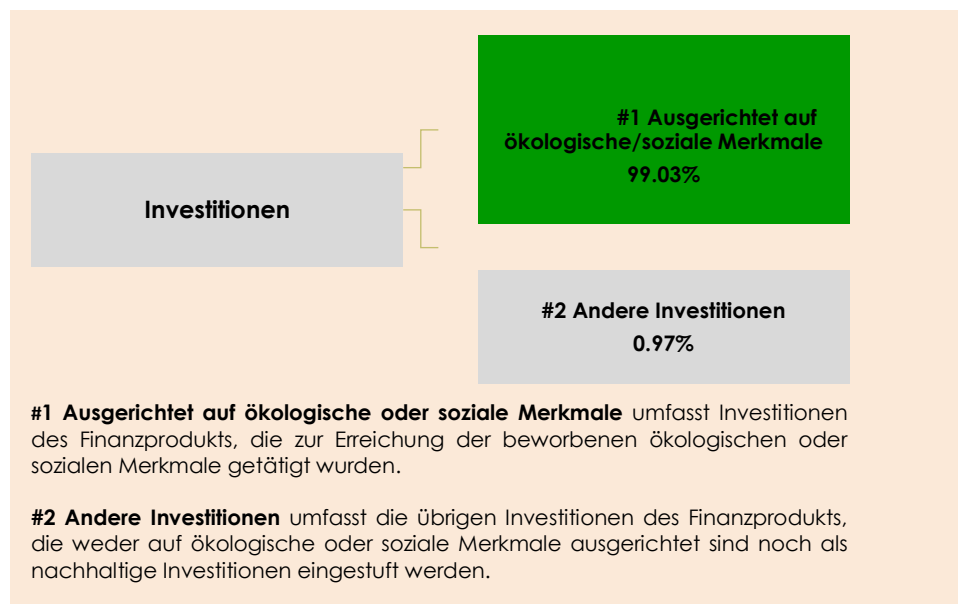 #1 Ausgerichtet auf
ökologische/soziale Merkmale
99.03%
Investitionen
#2 Andere Investitionen
0.97%
#1 Ausgerichtet auf ökologische oder soziale Merkmale umfasst Investitionen
des Finanzprodukts, die zur Erreichung der beworbenen ökologischen oder
sozialen Merkmale getätigt wurden.
#2 Andere Investitionen umfasst die übrigen Investitionen des Finanzprodukts,
die weder auf ökologische oder soziale Merkmale ausgerichtet sind noch als
nachhaltige Investitionen eingestuft werden.